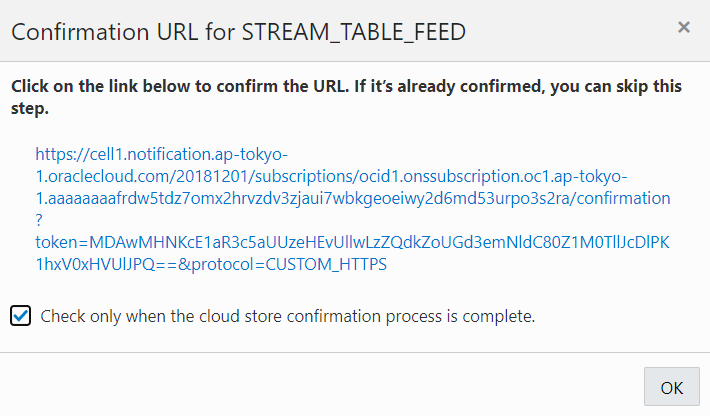 Confirmation URL for STREAM_TABLE_FEED ×
Click on the link below to confirm the URL. If it’s already confirmed, you can skip this
step.
https://cell1.notification.ap-tokyo-
1.oraclecloud.com/20181201/subscriptions/ocid1.onssubscription.oc1.ap-tokyo-
1.aaaaaaaafrdw5tdz7omx2hrvzdv3zjaui7wbkgeoeiwy2d6md53urpo3s2ra/confirmation
?
token=MDAwMHNKcE1aR3c5aUUzeHEvUllwLzZQdkZoUGd3emNldC80Z1M0TllJcDlPK
1hxV0xHVUlJPQ==&protocol=CUSTOM_HTTPS
Check only when the cloud store confirmation process is complete.
OK